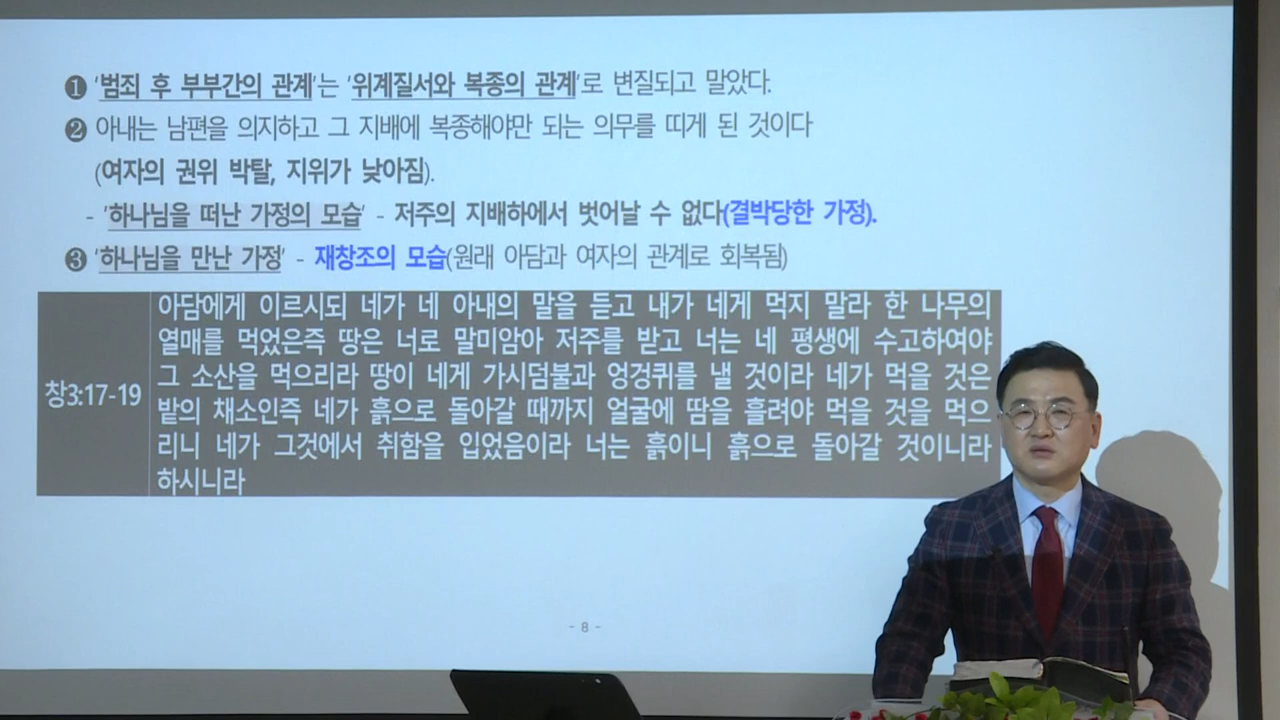 ❶ '범죄 후 부부간의 관계'는 '위계질서와 복종의 관계'로 변질되고 말았다.
❷ 아내는 남편을 의지하고 그 지배에 복종해야만 되는 의무를 띠게 된 것이다
(여자의 권위 박탈, 지위가 낮아짐).
- '하나님을 떠난 가정의 모습' - 저주의 지배하에서 벗어날 수 없다(결박당한 가정).
❸ '하나님을 만난 가정' - 재창조의 모습(원래 아담과 여자의 관계로 회복됨)
창3:17-19
아담에게 이르시되 네가 네 아내의 말을 듣고 내가 네게 먹지 말라 한 나무의
열매를 먹었은즉 땅은 너로 말미암아 저주를 받고 너는 네 평생에 수고하여야
그 소산을 먹으리라 땅이 네게 가시덤불과 엉겅퀴를 낼 것이라 네가 먹을 것은
밭의 채소인즉 네가 흙으로 돌아갈 때까지 얼굴에 땀을 흘려야 먹을 것을 먹으
리니 네가 그것에서 취함을 입었음이라 너는 흙이니 흙으로 돌아갈 것이니라
하시니라
- 8 -